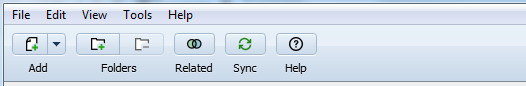 File Edit View Tools Help
Add Folders Related Sync Help